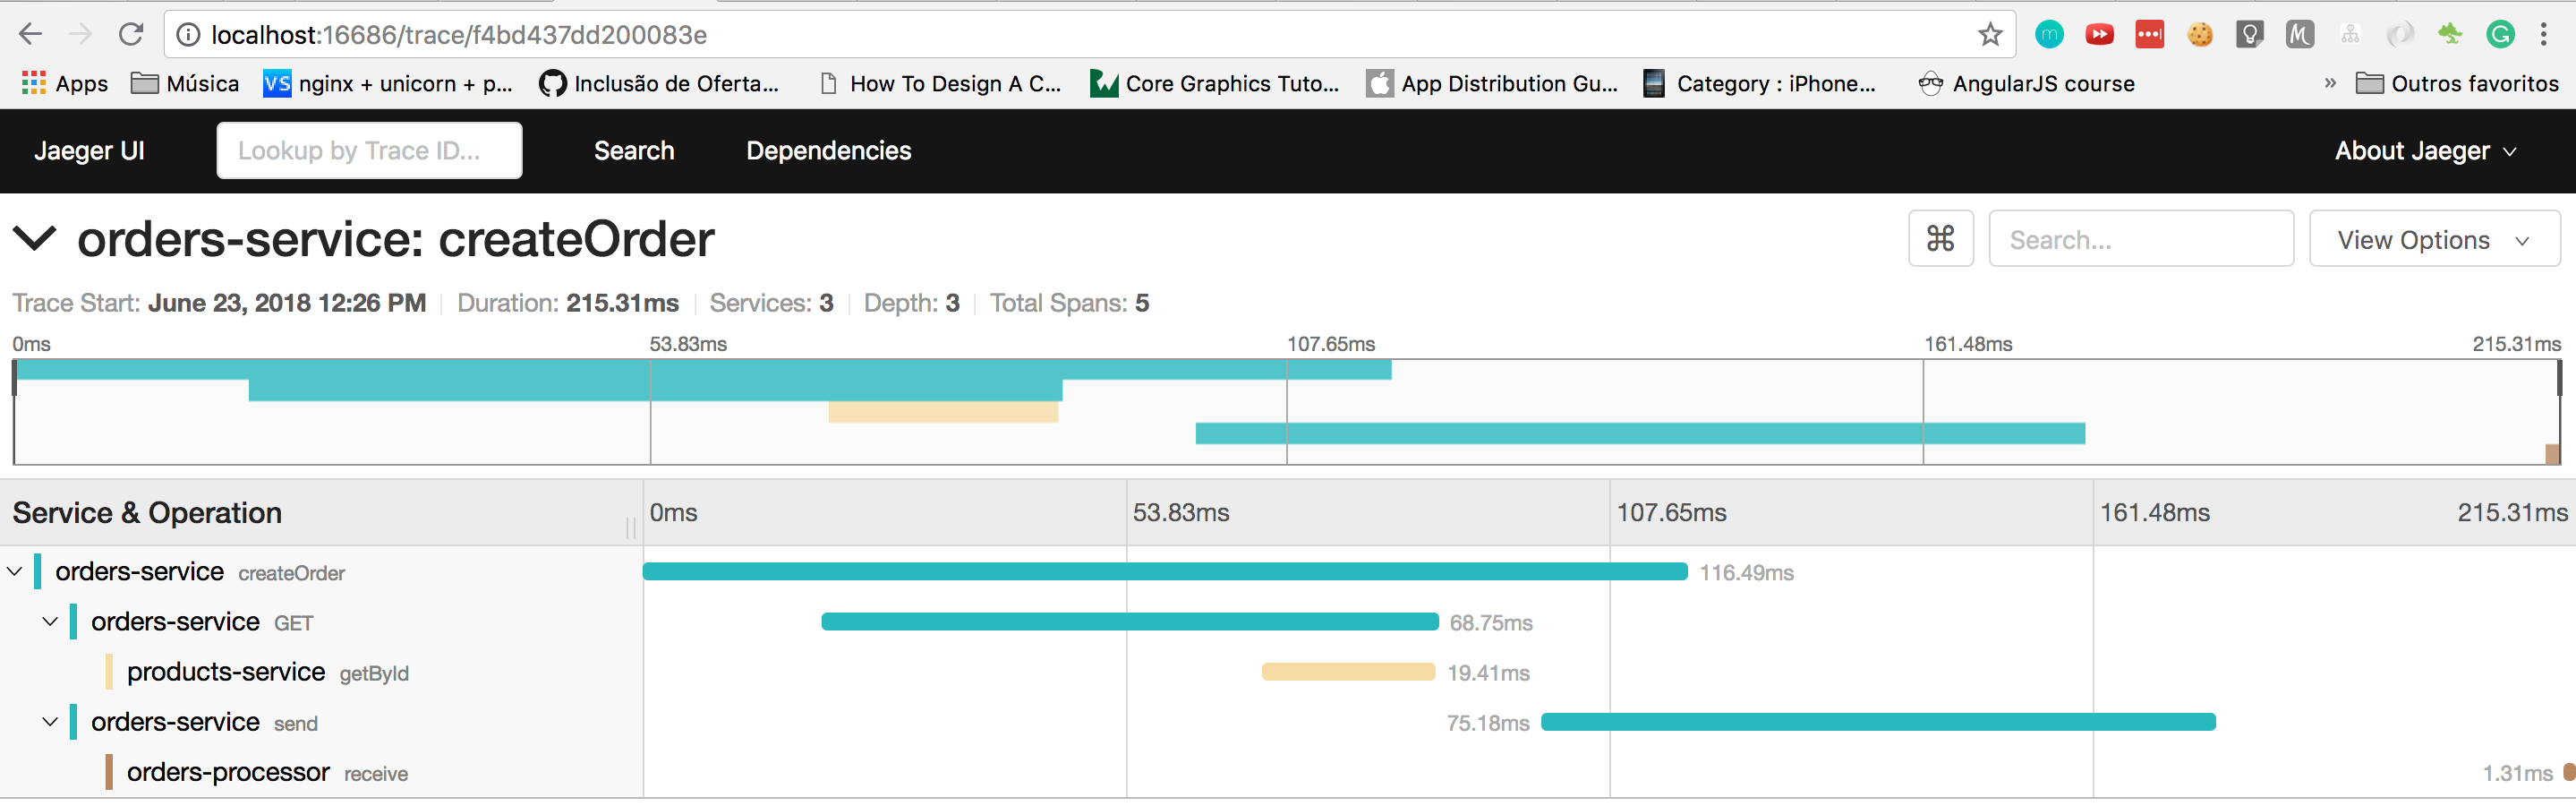 localhost:16686/trace/f4bd437dd200083e
Apps Música VS nginx + unicorn + p... Inclusão de Oferta... How To Design A C... Core Graphics Tuto... App Distribution Gu... Category : iPhone... AngularJS course » Outros favoritos
Jaeger UI Lookup by Trace ID... Search Dependencies About Jaeger
orders-service: createOrder ⌘ Search... View Options
Trace Start: June 23, 2018 12:26 PM Duration: 215.31ms Services: 3 Depth: 3 Total Spans: 5
0ms 53.83ms 107.65ms 161.48ms 215.31ms
Service & Operation 0ms 53.83ms 107.65ms 161.48ms 215.31ms
orders-service createOrder 116.49ms
orders-service GET 68.75ms
products-service getById 19.41ms
orders-service send 75.18ms
orders-processor receive 1.31ms